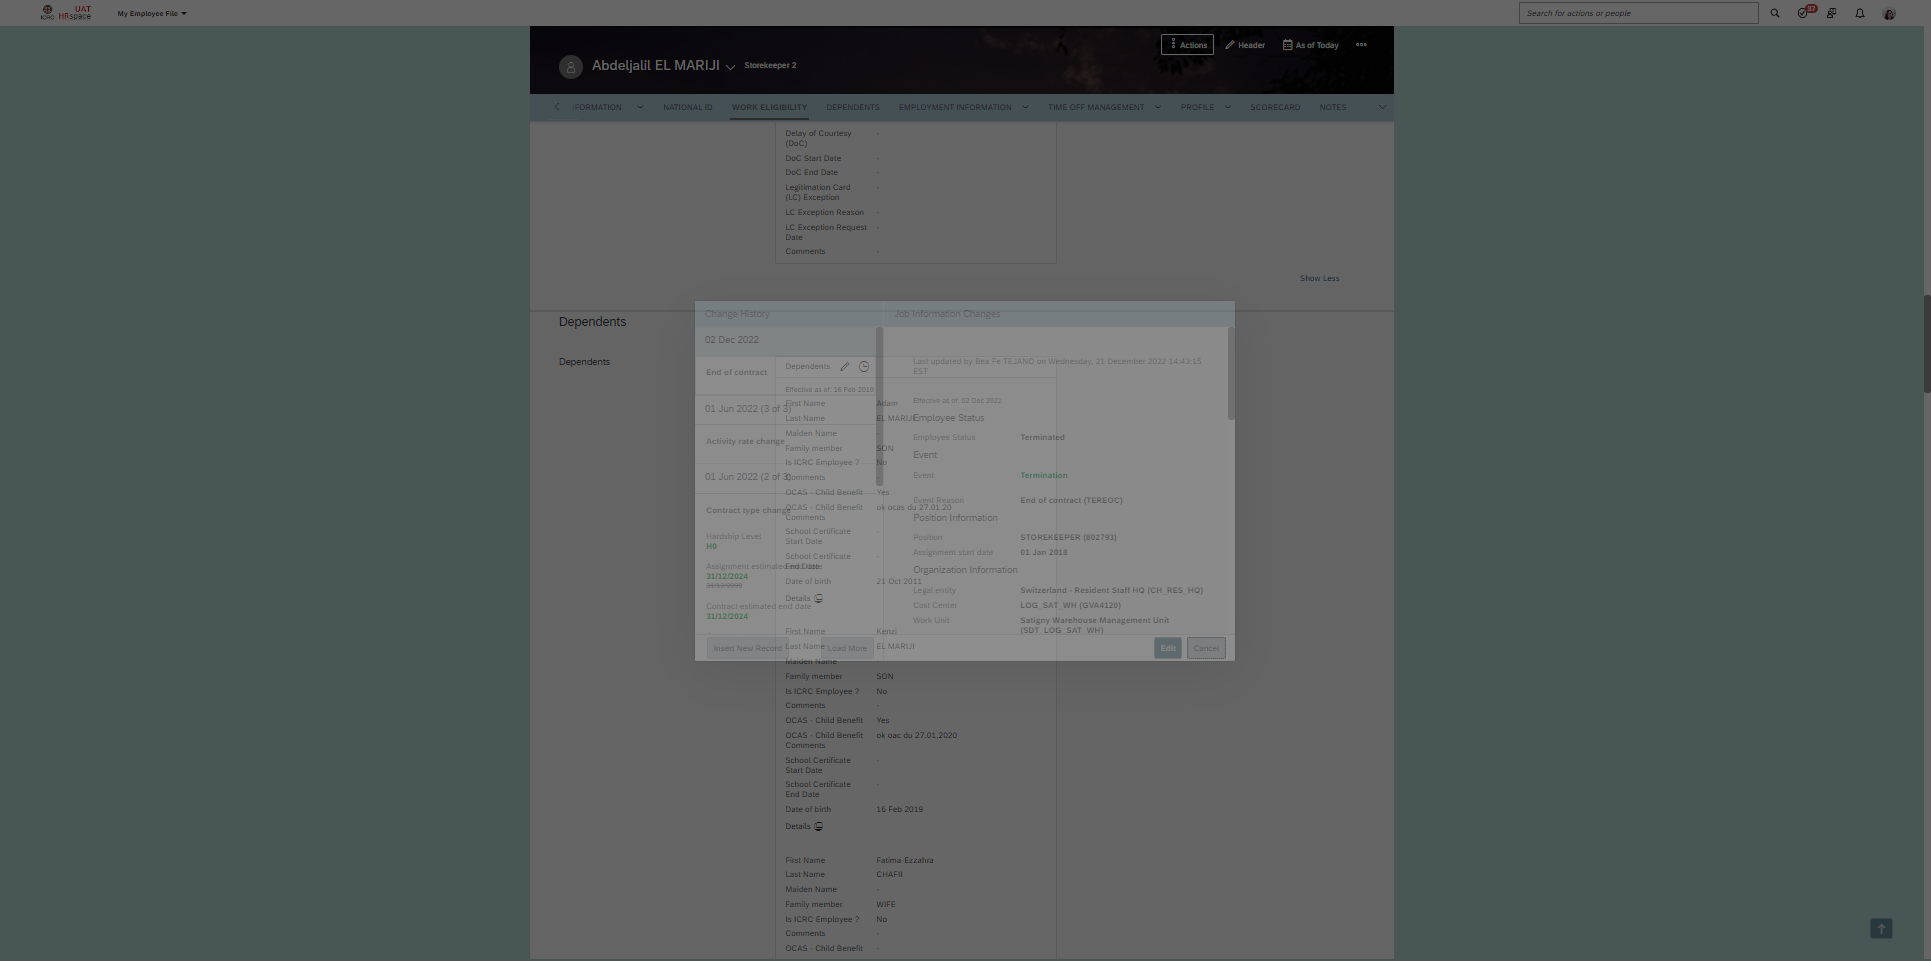 ICRC UAT HRspace
My Employee File
Search for actions or people
37
Actions
Header
As of Today
Abdeljalil EL MARIJI
Storekeeper 2
FORMATION
NATIONAL ID
WORK ELIGIBILITY
DEPENDENTS
EMPLOYMENT INFORMATION
TIME OFF MANAGEMENT
PROFILE
SCORECARD
NOTES
Delay of Courtesy
(DoC) -
DoC Start Date -
DoC End Date -
Legitimation Card
(LC) Exception -
LC Exception Reason -
LC Exception Request
Date -
Comments -
Show Less
Dependents
Dependents
Change History
02 Dec 2022
End of contract
01 Jun 2022 (3 of 3)
Activity rate change
01 Jun 2022 (2 of 3)
Contract type change
Hardship Level
H0
Assignment estimated end date
31/12/2024
31/12/9999
Contract estimated end date
31/12/2024
Insert New Record
Load More
Job Information Changes
Last updated by Bea Fe TEJANO on Wednesday, 21 December 2022 14:43:15
EST
Effective as of: 02 Dec 2022
Employee Status
Employee Status Terminated
Event
Event Termination
Event Reason End of contract (TEREOC)
Position Information
Position STOREKEEPER (802793)
Assignment start date 01 Jan 2018
Organization Information
Legal entity Switzerland - Resident Staff HQ (CH_RES_HQ)
Cost Center LOG_SAT_WH (GVA4120)
Work Unit Satigny Warehouse Management Unit
(SDT_LOG_SAT_WH)
Edit
Cancel
Dependents
Effective as of: 16 Feb 2019
First Name Adam
Last Name EL MARIJI
Maiden Name -
Family member SON
Is ICRC Employee ? No
Comments -
OCAS - Child Benefit Yes
OCAS - Child Benefit ok ocas du 27.01.20
Comments
School Certificate -
Start Date
School Certificate -
End Date
Date of birth 21 Oct 2011
Details
First Name Kenzi
Last Name EL MARIJI
Maiden Name -
Family member SON
Is ICRC Employee ? No
Comments -
OCAS - Child Benefit Yes
OCAS - Child Benefit ok oac du 27.01.2020
Comments
School Certificate -
Start Date
School Certificate -
End Date
Date of birth 16 Feb 2019
Details
First Name Fatima-Ezzahra
Last Name CHAFII
Maiden Name -
Family member WIFE
Is ICRC Employee ? No
Comments -
OCAS - Child Benefit -